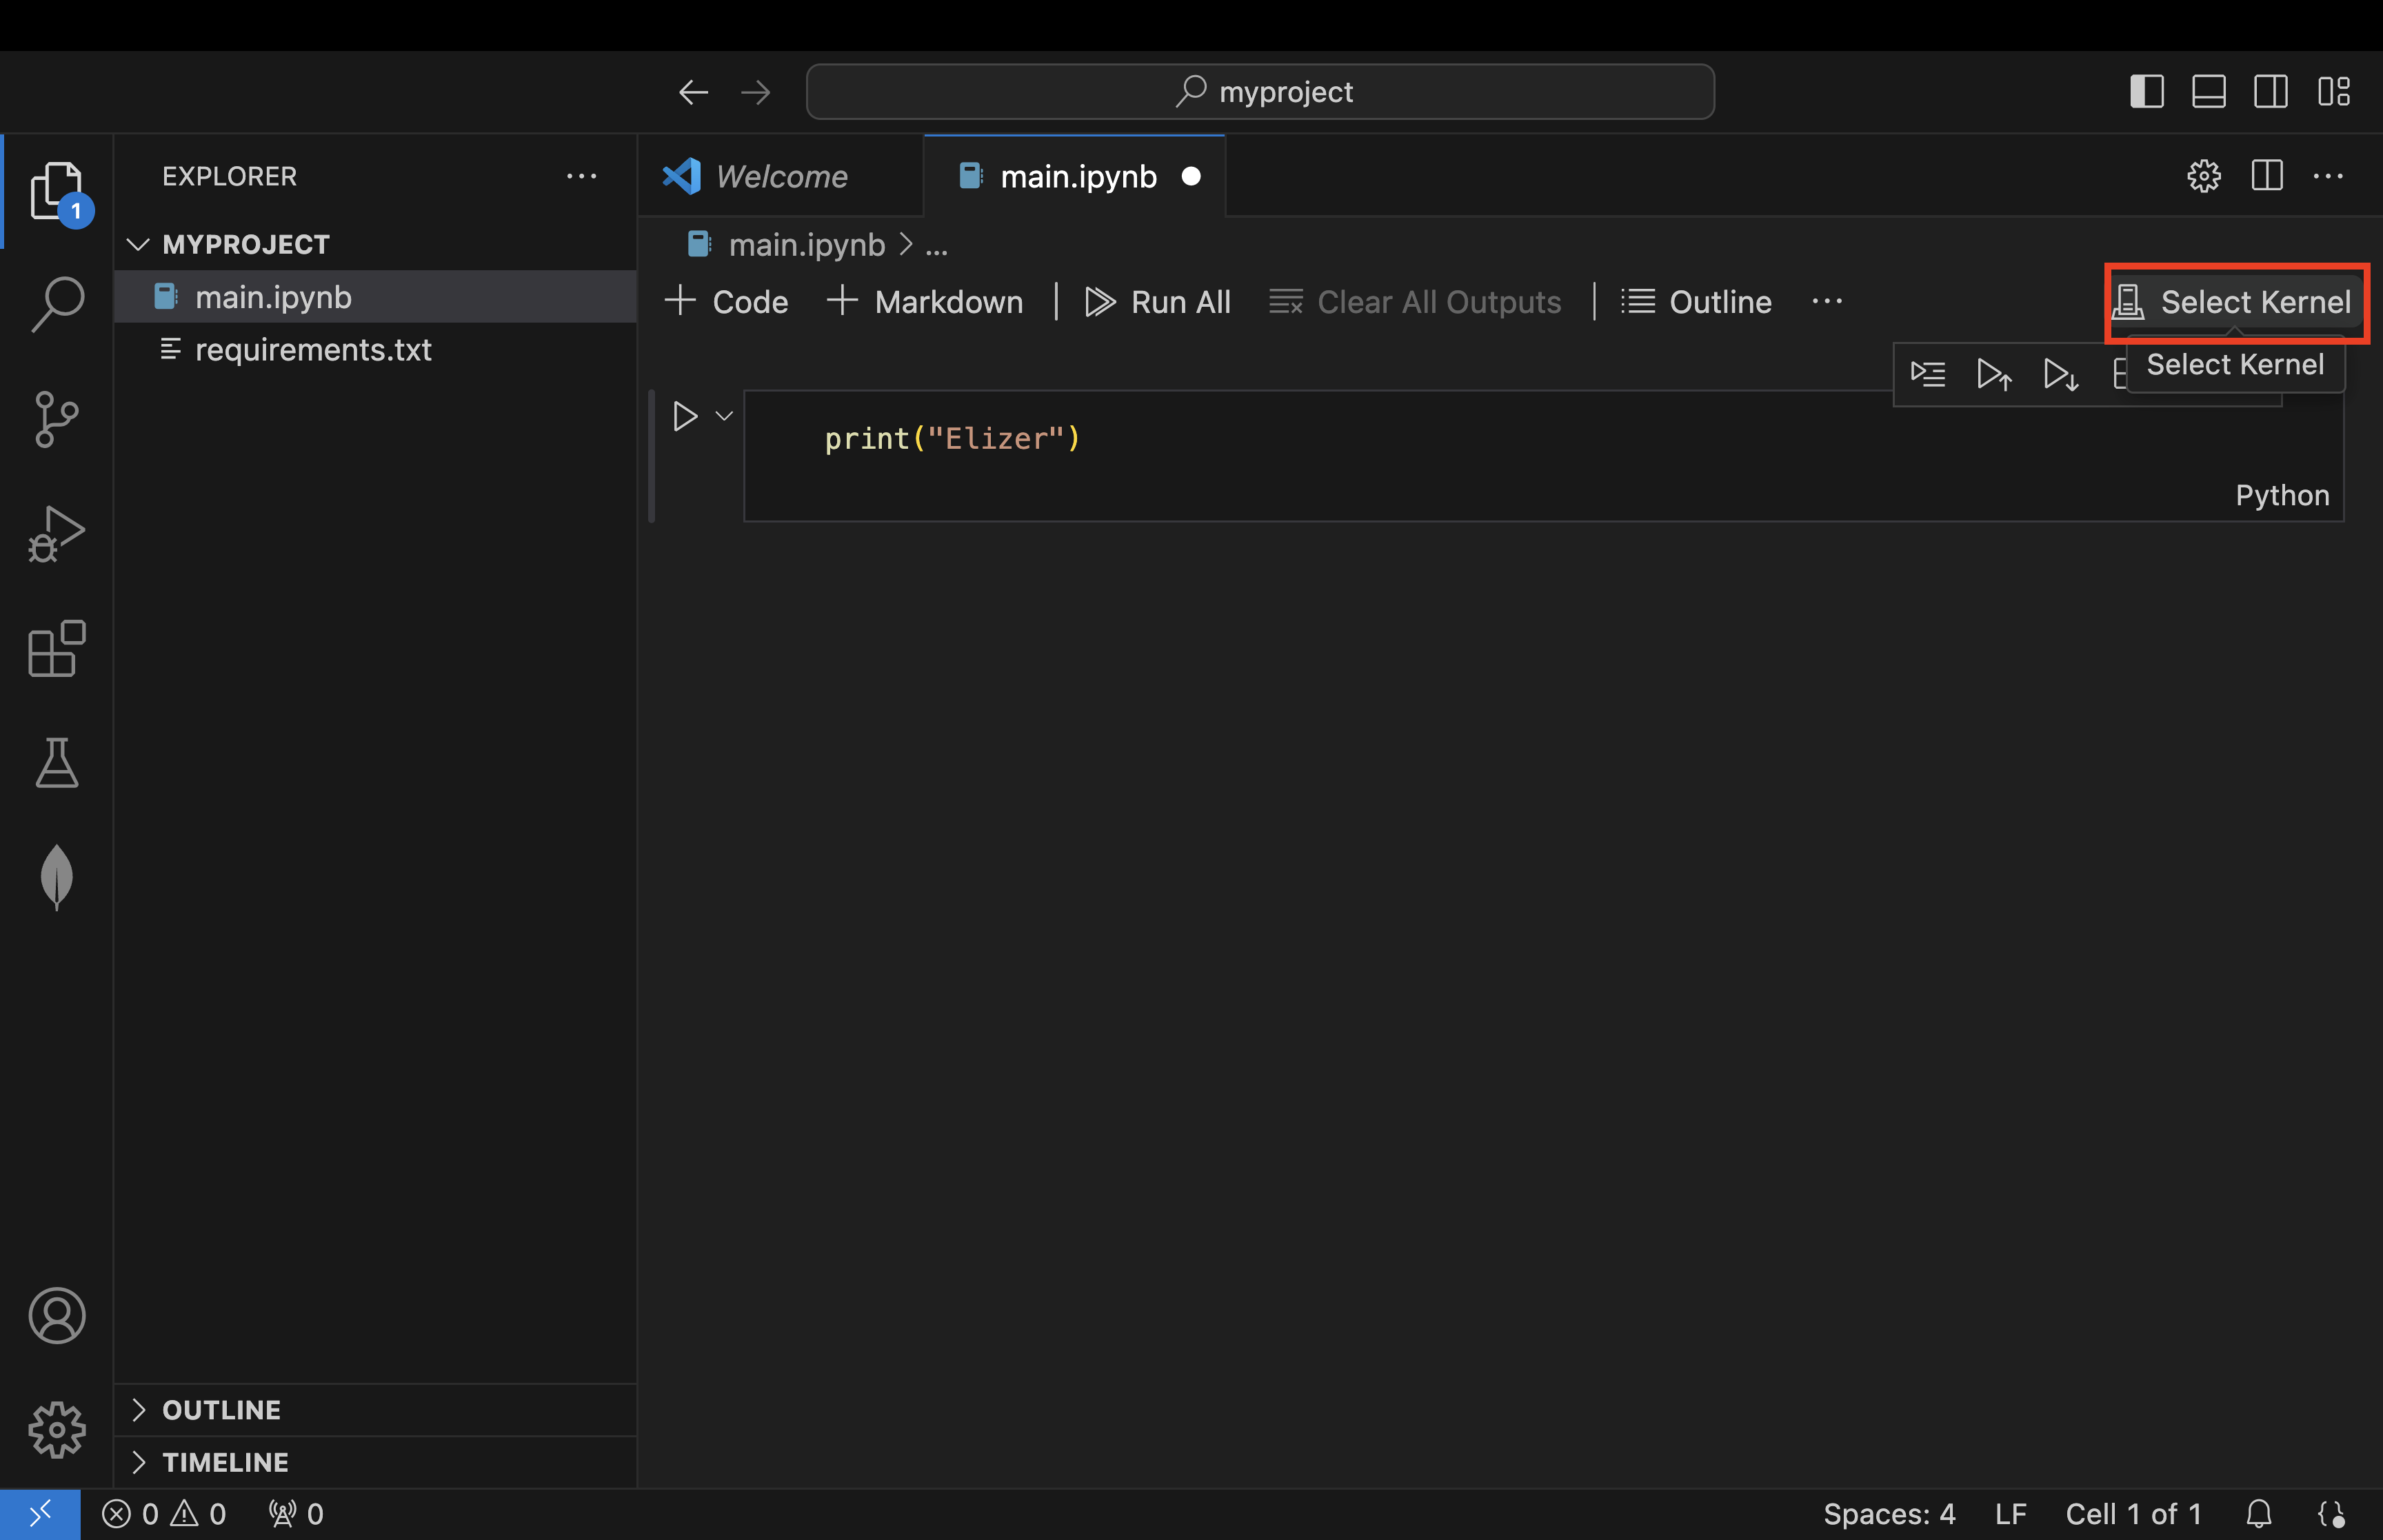 myproject
EXPLORER
Welcome
main.ipynb
1
MYPROJECT
main.ipynb > ...
main.ipynb
Code
Markdown
Run All
Clear All Outputs
Outline
Select Kernel
requirements.txt
Select Kernel
print("Elizer")
Python
OUTLINE
TIMELINE
0 0 0
Spaces: 4 LF Cell 1 of 1